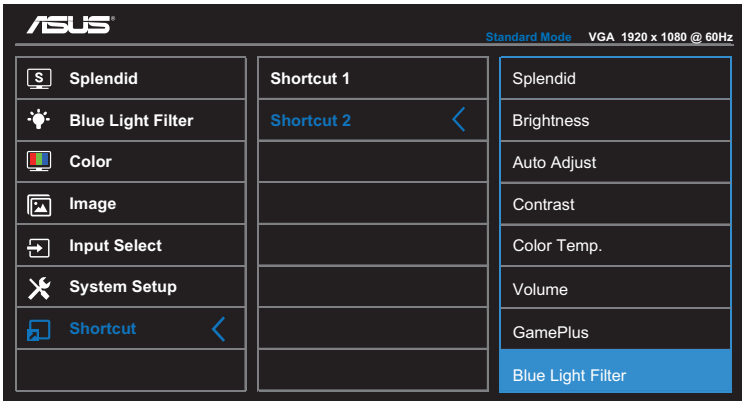 ASUS
Standard Mode VGA 1920 x 1080 @ 60Hz
S Splendid
Blue Light Filter
Color
Image
Input Select
System Setup
Shortcut
Shortcut 1
Shortcut 2
Splendid
Brightness
Auto Adjust
Contrast
Color Temp.
Volume
GamePlus
Blue Light Filter